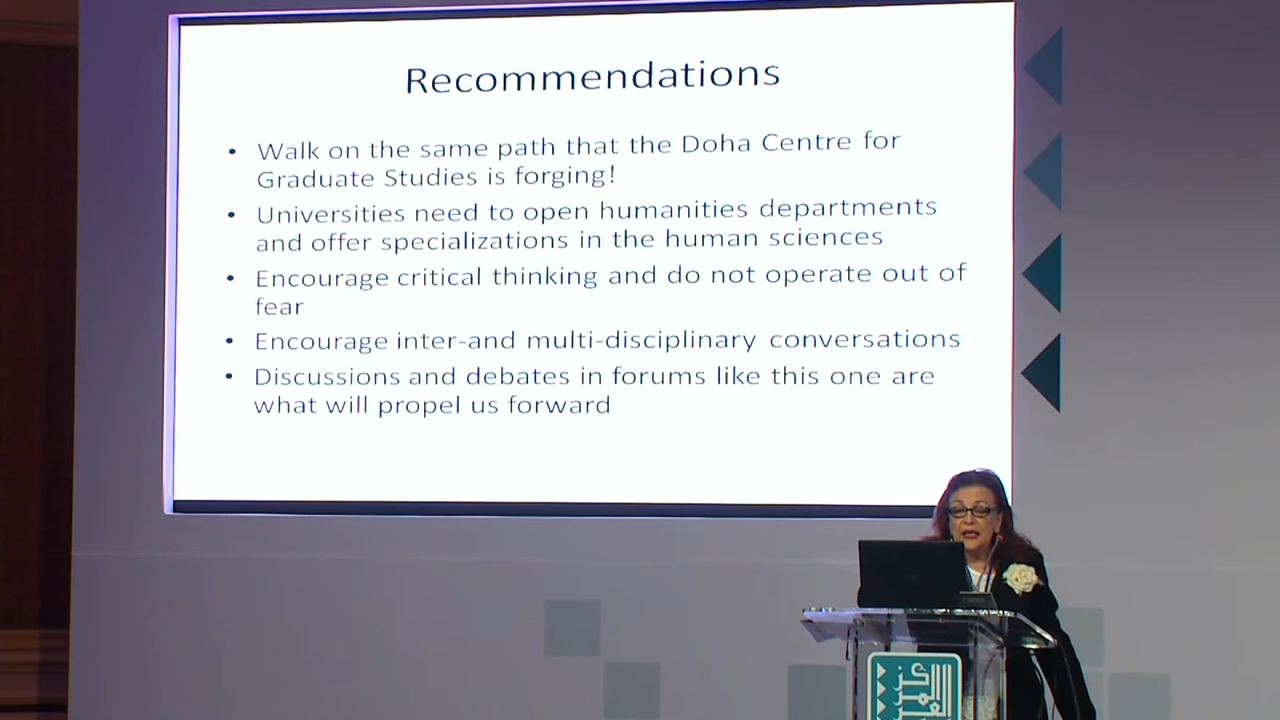 Recommendations
• Walk on the same path that the Doha Centre for
Graduate Studies is forging!
• Universities need to open humanities departments
and offer specializations in the human sciences
• Encourage critical thinking and do not operate out of
fear
• Encourage inter-and multi-disciplinary conversations
• Discussions and debates in forums like this one are
what will propel us forward